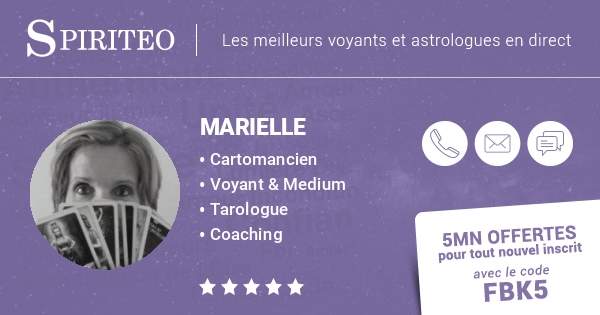 SPIRITEO
Les meilleurs voyants et astrologues en direct
MARIELLE
• Cartomancien
• Voyant & Medium
• Tarologue
• Coaching
5MN OFFERTES
pour tout nouvel inscrit
avec le code
FBK5